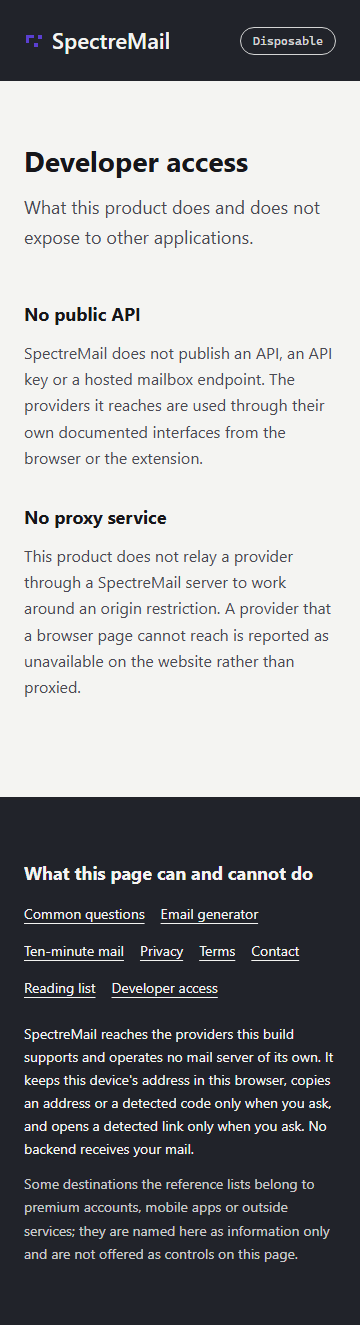 SpectreMail
Disposable
Developer access
What this product does and does not
expose to other applications.
No public API
SpectreMail does not publish an API, an API
key or a hosted mailbox endpoint. The
providers it reaches are used through their
own documented interfaces from the
browser or the extension.
No proxy service
This product does not relay a provider
through a SpectreMail server to work
around an origin restriction. A provider that
a browser page cannot reach is reported as
unavailable on the website rather than
proxied.
What this page can and cannot do
Common questions Email generator
Ten-minute mail Privacy Terms Contact
Reading list Developer access
SpectreMail reaches the providers this build
supports and operates no mail server of its own. It
keeps this device's address in this browser, copies
an address or a detected code only when you ask,
and opens a detected link only when you ask. No
backend receives your mail.
Some destinations the reference lists belong to
premium accounts, mobile apps or outside
services; they are named here as information only
and are not offered as controls on this page.